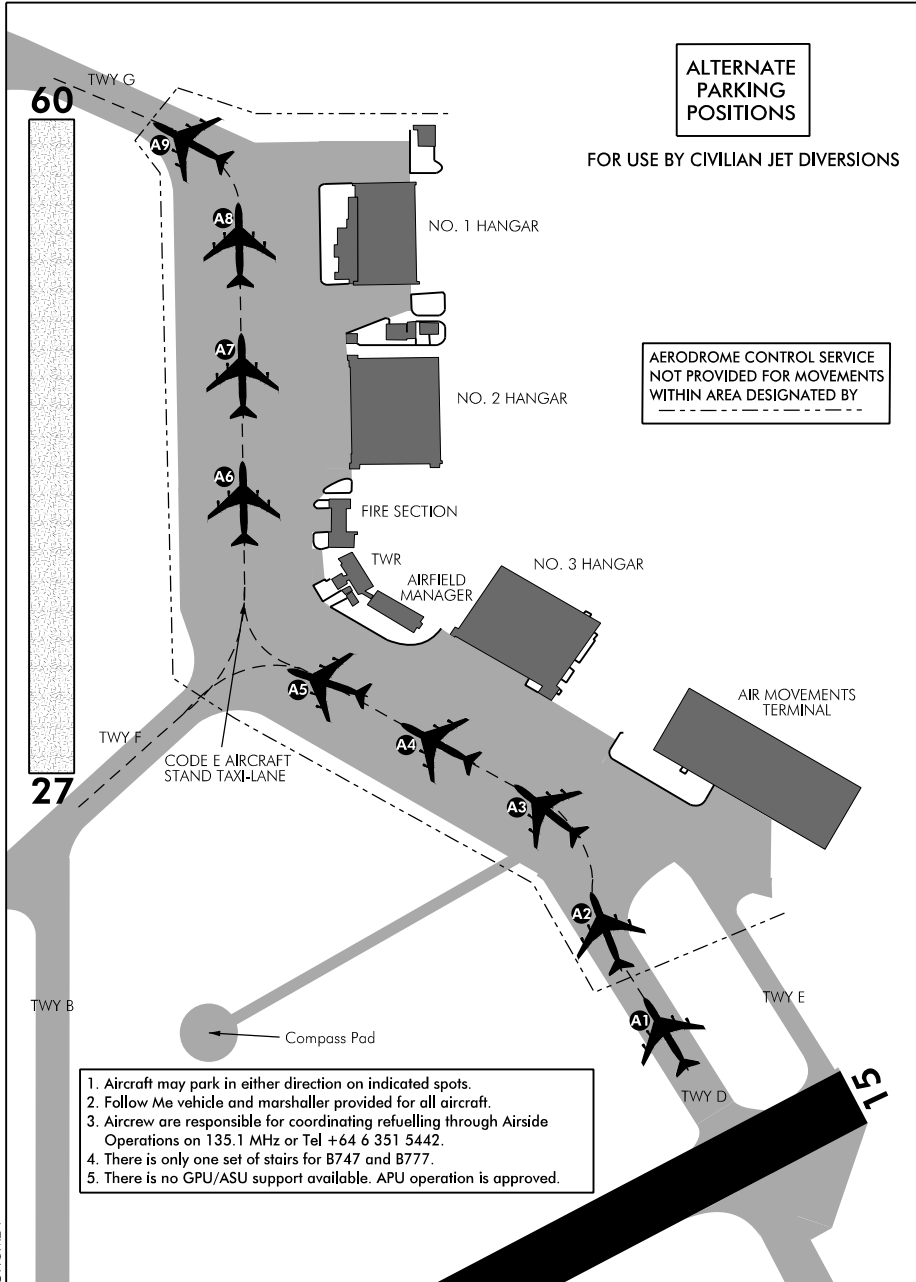 ALTERNATE
PARKING
POSITIONS
FOR USE BY CIVILIAN JET DIVERSIONS
TWY G
60
A9
A8
NO. 1 HANGAR
A7
AERODROME CONTROL SERVICE
NOT PROVIDED FOR MOVEMENTS
WITHIN AREA DESIGNATED BY
NO. 2 HANGAR
A6
FIRE SECTION
TWR
NO. 3 HANGAR
AIRFIELD
MANAGER
A5
AIR MOVEMENTS
TERMINAL
TWY F
A4
CODE E AIRCRAFT
STAND TAXI-LANE
27
A3
A2
TWY B
TWY E
A1
Compass Pad
TWY D
15
1. Aircraft may park in either direction on indicated spots.
2. Follow Me vehicle and marshaller provided for all aircraft.
3. Aircrew are responsible for coordinating refuelling through Airside
Operations on 135.1 MHz or Tel +64 6 351 5442.
4. There is only one set of stairs for B747 and B777.
5. There is no GPU/ASU support available. APU operation is approved.